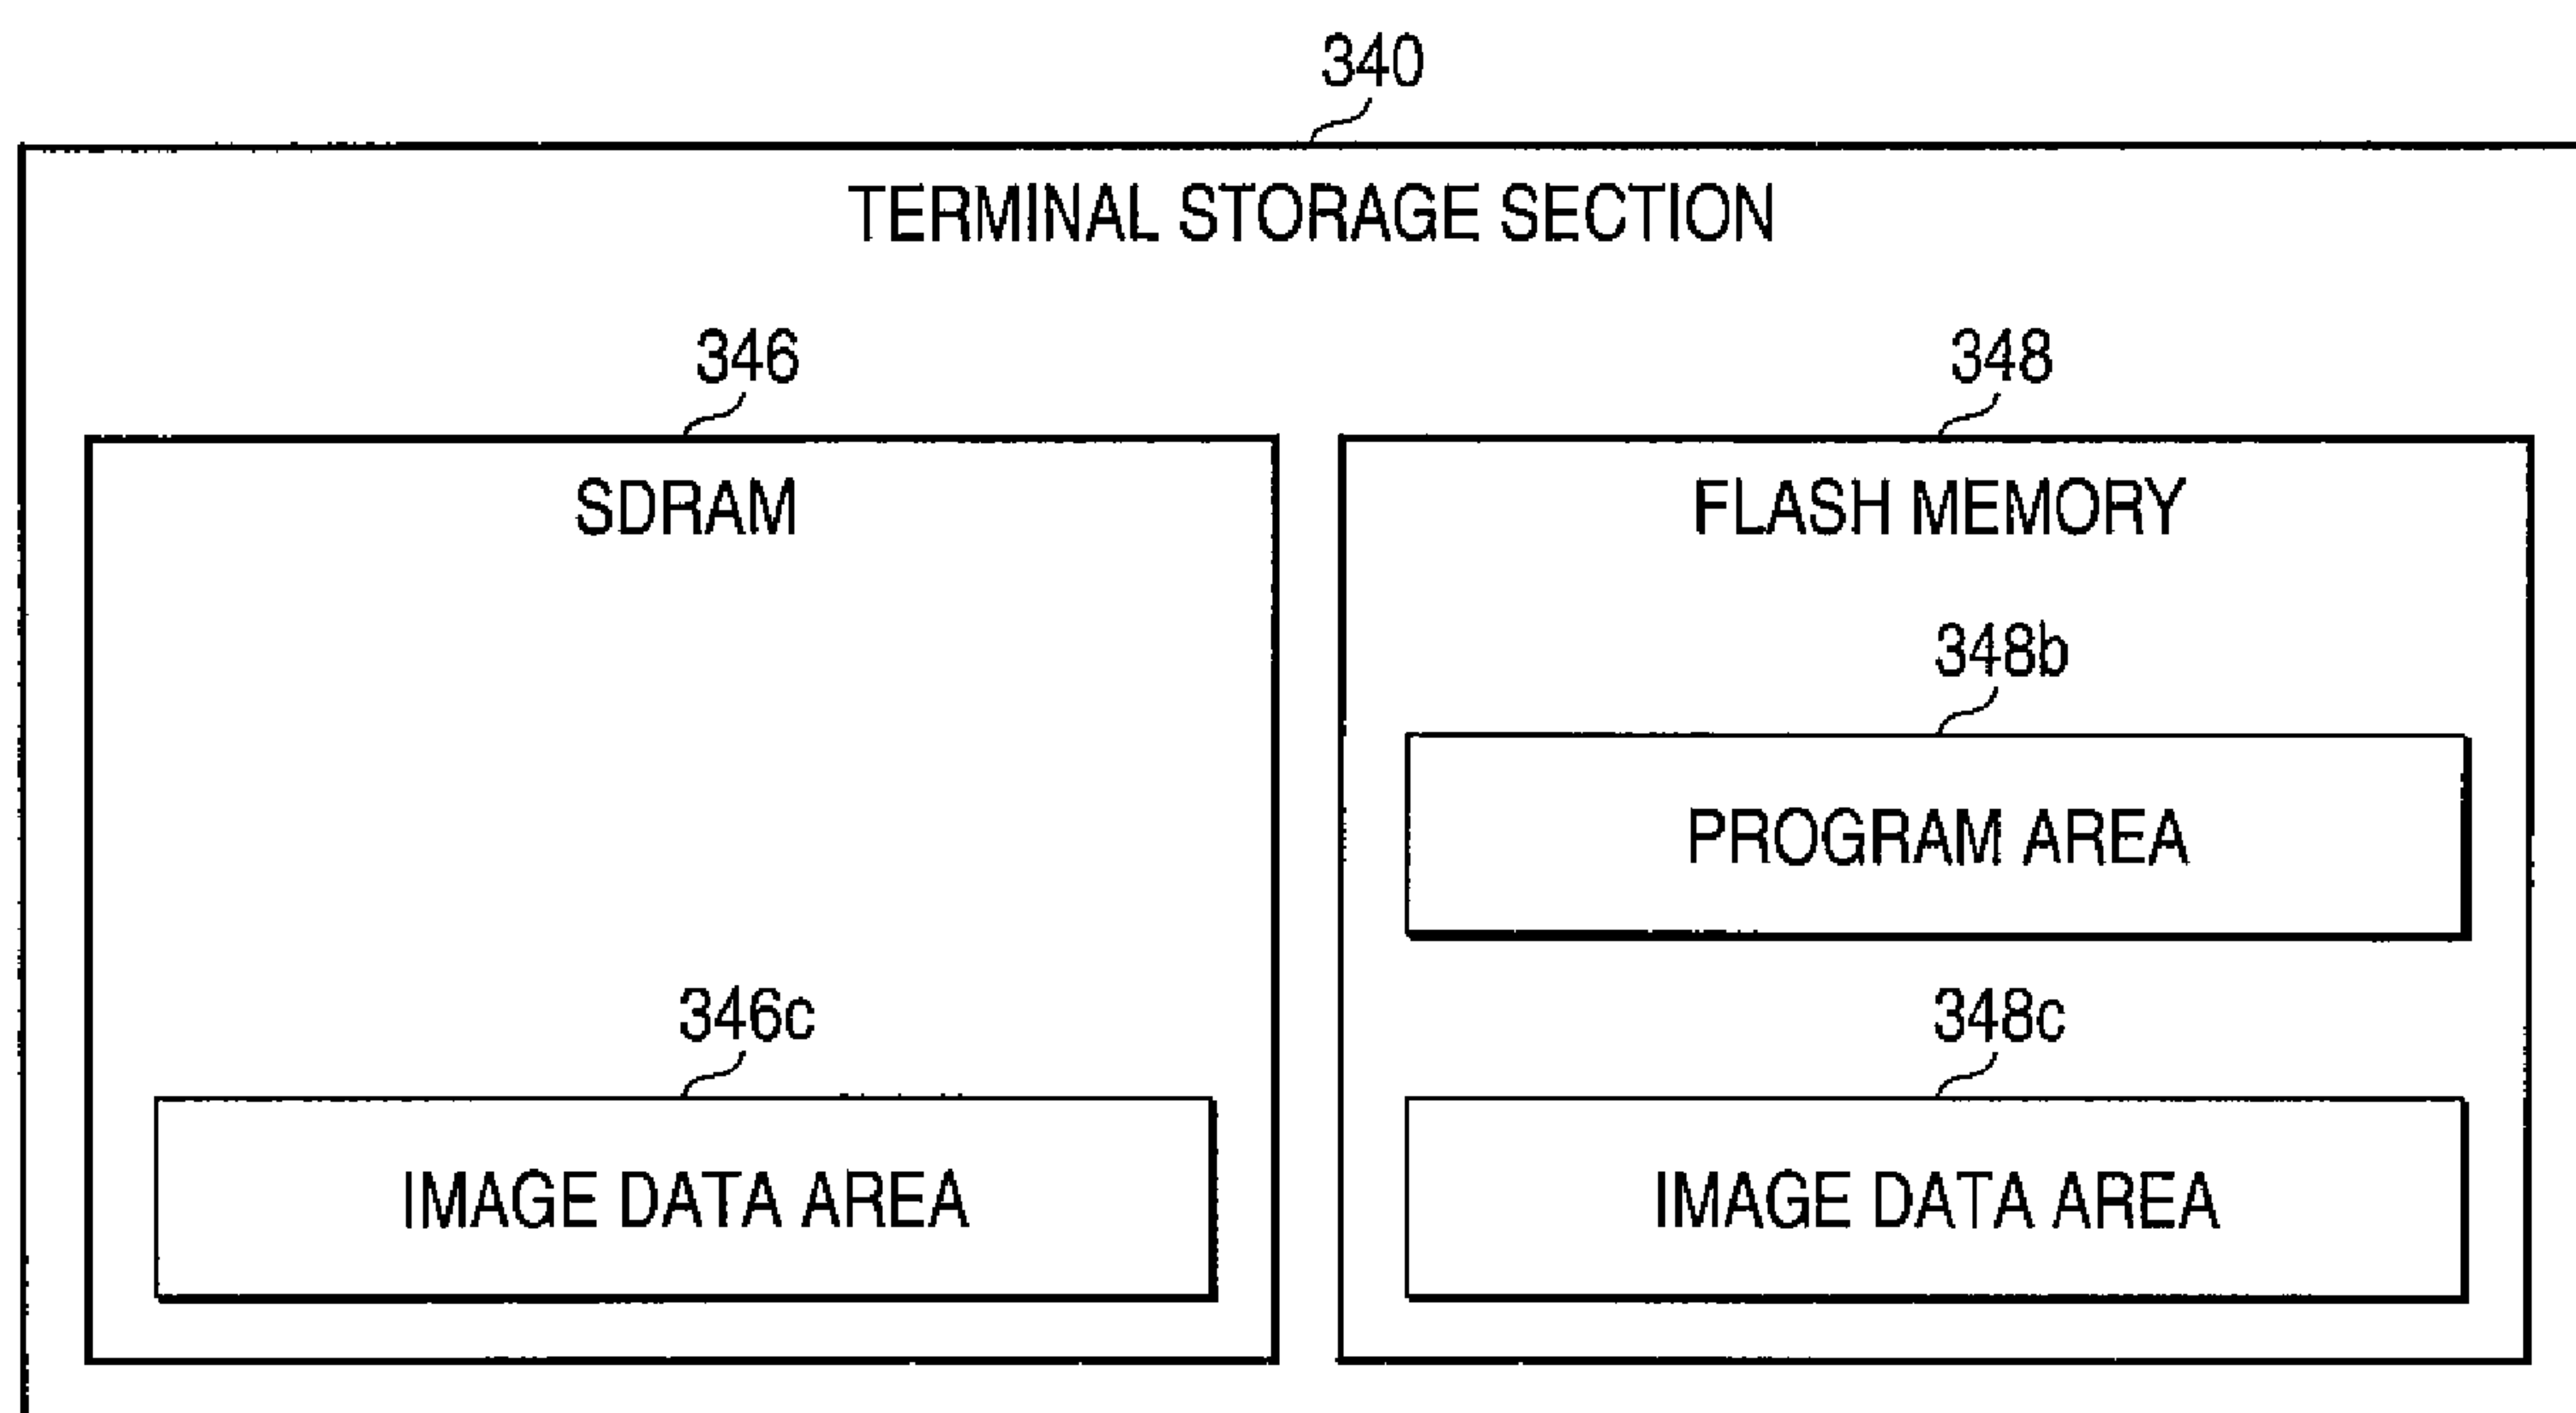 340
TERMINAL STORAGE SECTION
346
SDRAM
346c
IMAGE DATA AREA
348
FLASH MEMORY
348b
PROGRAM AREA
348c
IMAGE DATA AREA